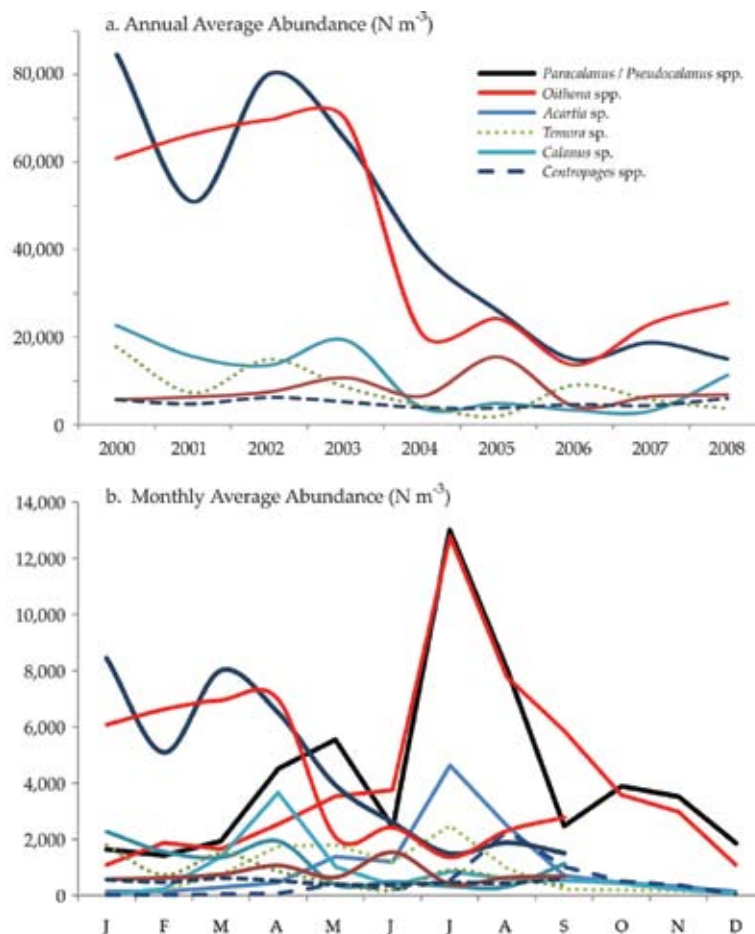 a. Annual Average Abundance (N m⁻³)
80,000
60,000
40,000
20,000
0
Paracalanus / Pseudocalanus spp.
Oithona spp.
Acartia sp.
Temora sp.
Calanus sp.
Centropages spp.
2000 2001 2002 2003 2004 2005 2006 2007 2008
b. Monthly Average Abundance (N m⁻³)
14,000
12,000
10,000
8,000
6,000
4,000
2,000
0
J F M A M J J A S O N D